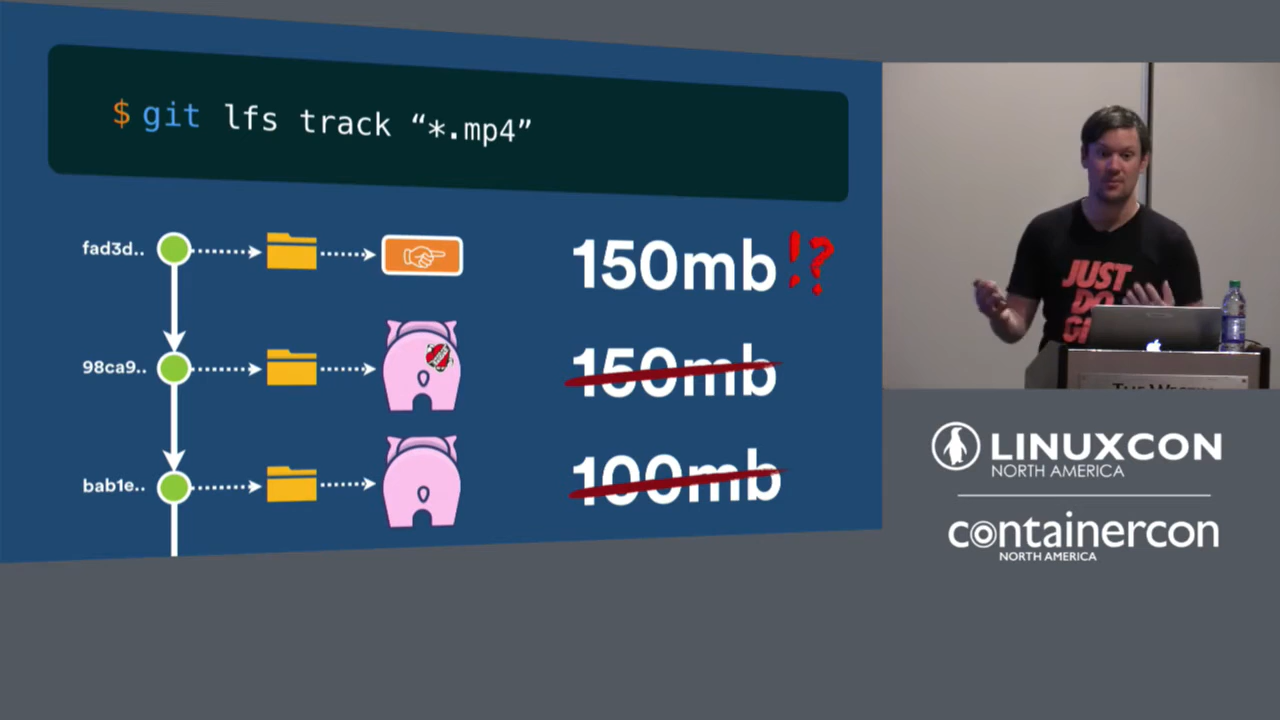 $ git lfs track “*.mp4”
fad3d..
150mb!?
98ca9..
150mb
bab1e..
100mb
JUST
DO
LINUXCON
NORTH AMERICA
containercon
NORTH AMERICA